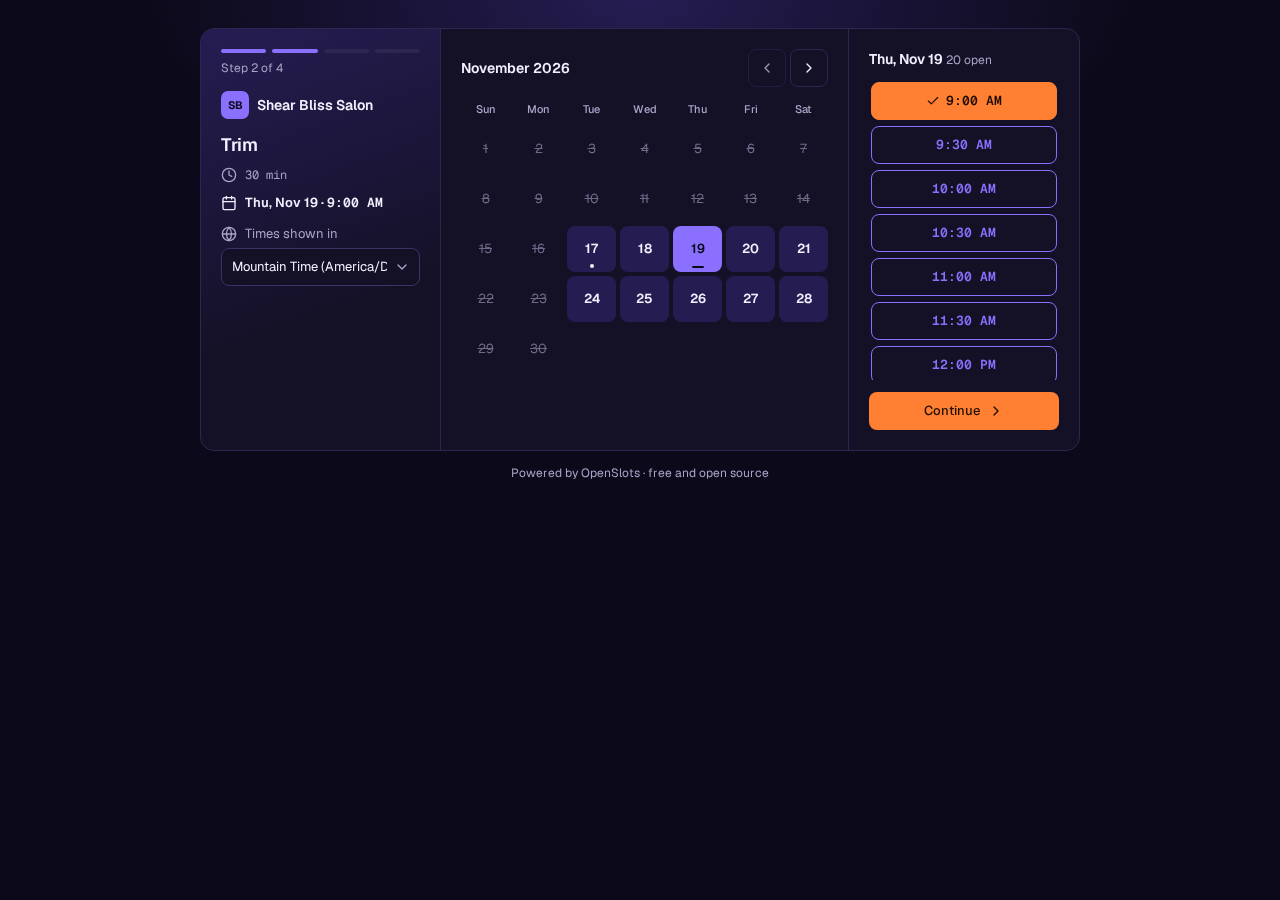 Step 2 of 4
SB Shear Bliss Salon
Trim
30 min
Thu, Nov 19 · 9:00 AM
Times shown in
Mountain Time (America/D
November 2026
Sun Mon Tue Wed Thu Fri Sat
1 2 3 4 5 6 7
8 9 10 11 12 13 14
15 16 17 18 19 20 21
22 23 24 25 26 27 28
29 30
Thu, Nov 19 20 open
9:00 AM
9:30 AM
10:00 AM
10:30 AM
11:00 AM
11:30 AM
12:00 PM
Continue
Powered by OpenSlots · free and open source